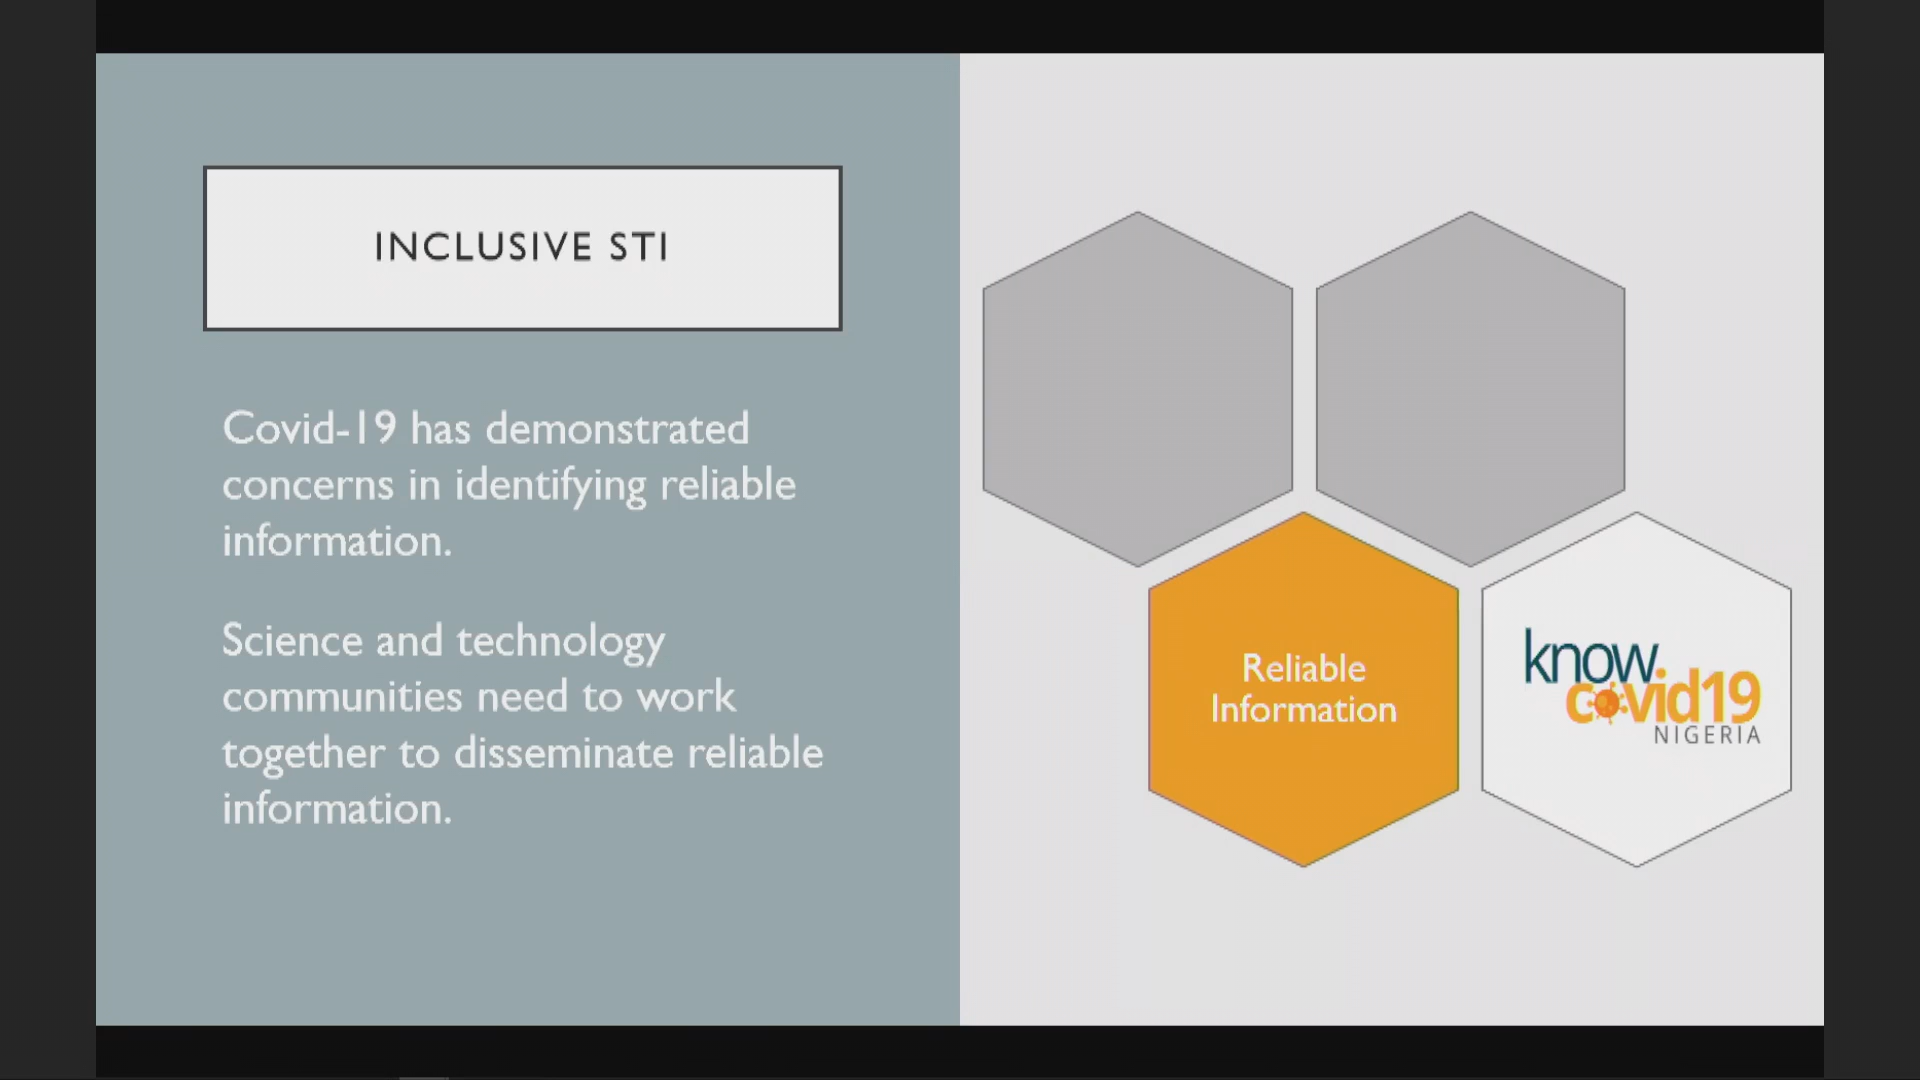 INCLUSIVE STI
Covid-19 has demonstrated
concerns in identifying reliable
information.
Science and technology
communities need to work
together to disseminate reliable
information.
Reliable
Information
know
covid19
NIGERIA